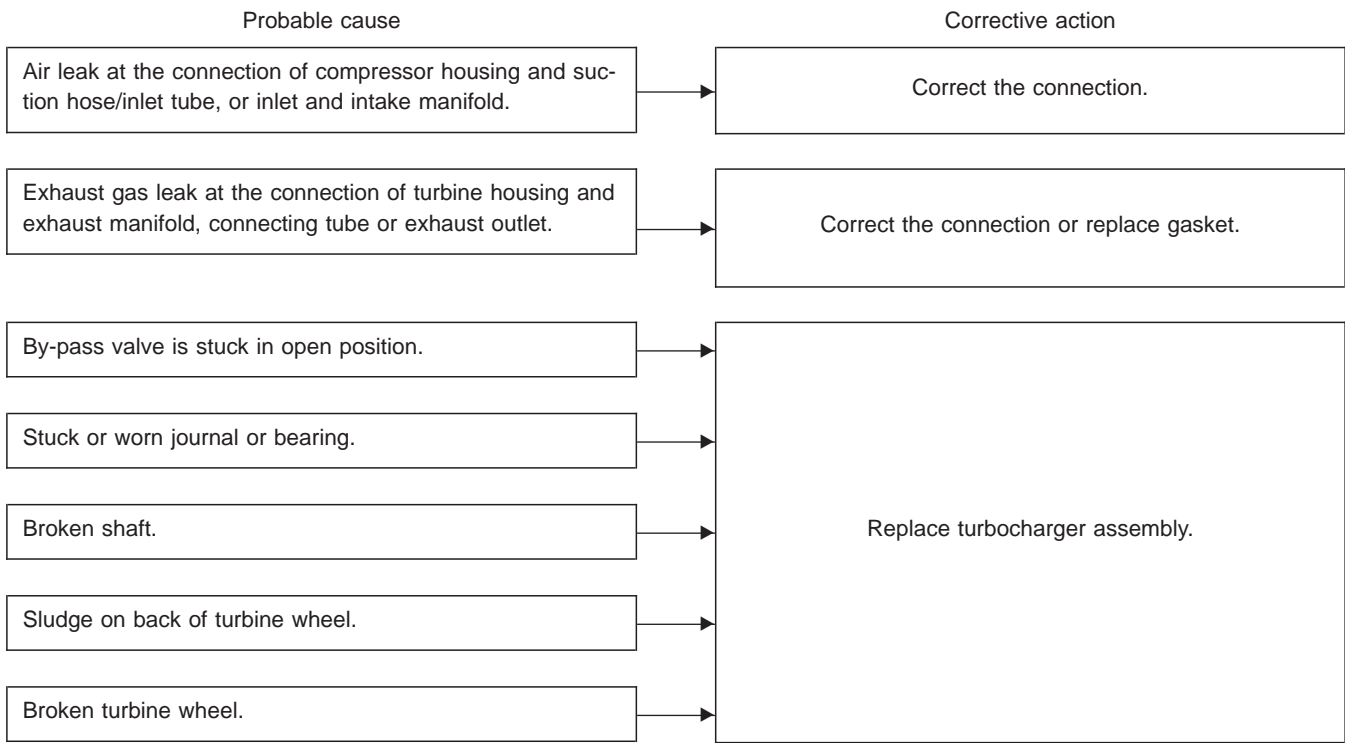 Probable cause
Corrective action
Air leak at the connection of compressor housing and suc-
tion hose/inlet tube, or inlet and intake manifold.
Correct the connection.
Exhaust gas leak at the connection of turbine housing and
exhaust manifold, connecting tube or exhaust outlet.
Correct the connection or replace gasket.
By-pass valve is stuck in open position.
Stuck or worn journal or bearing.
Broken shaft.
Sludge on back of turbine wheel.
Broken turbine wheel.
Replace turbocharger assembly.